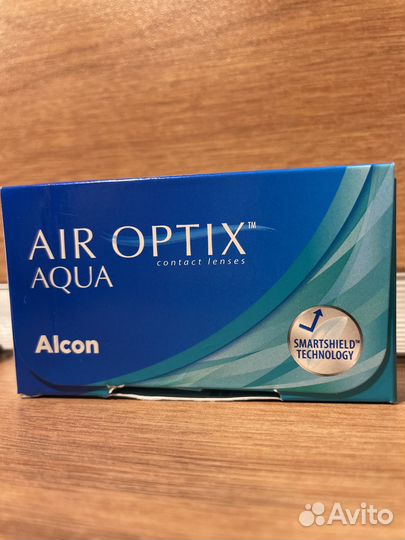 AIR OPTIX™
contact lenses
AQUA
Alcon
SMARTSHIELD™
TECHNOLOGY
Avito